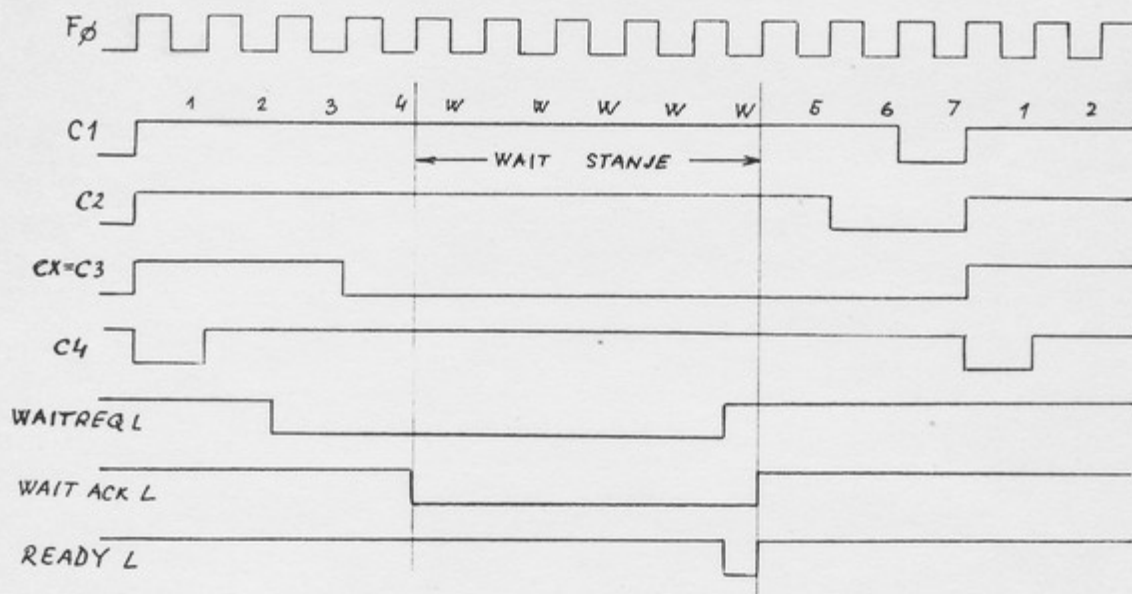 FØ
1 2 3 4 W W W W W 5 6 7 1 2
C1
WAIT STANJE
C2
CX=C3
C4
WAITREQ L
WAIT ACK L
READY L